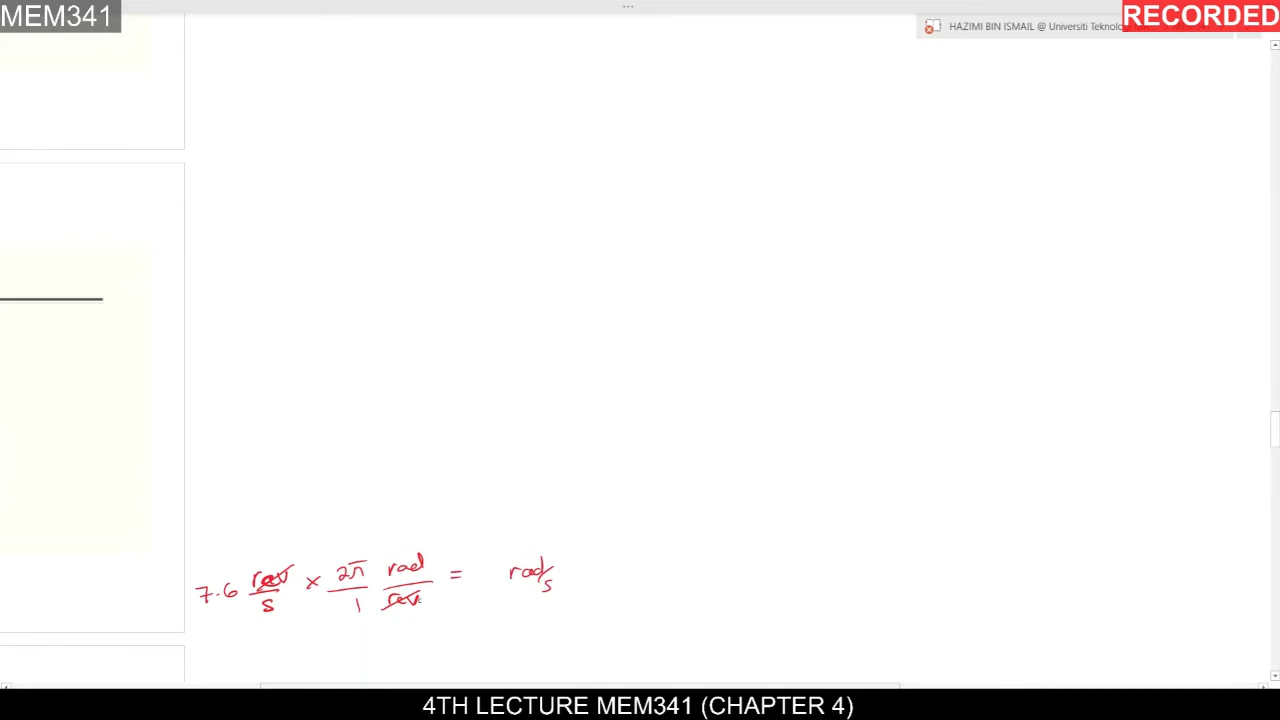 MEM341
RECORDED
HAZIMI BIN ISMAIL @ Universiti Teknolo
7.6 rev/s × 2π/1 rad/rev = rad/s
4TH LECTURE MEM341 (CHAPTER 4)